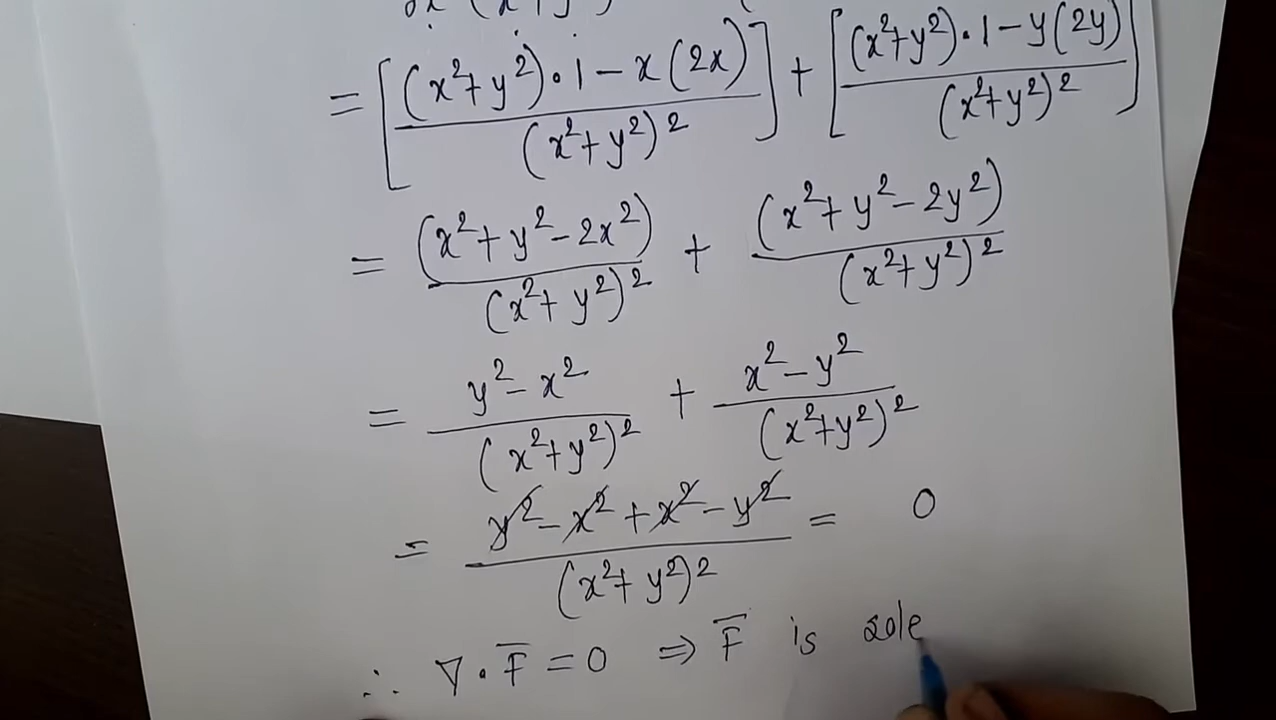 = [ (x²+y²)·1 − x(2x) / (x²+y²)² ] + [ (x²+y²)·1 − y(2y) / (x²+y²)² ]
= (x²+y²−2x²) / (x²+y²)² + (x²+y²−2y²) / (x²+y²)²
= y²−x² / (x²+y²)² + x²−y² / (x²+y²)²
= y²−x²+x²−y² / (x²+y²)² = 0
∴ ∇·F̅ = 0 ⇒ F̅ is sole